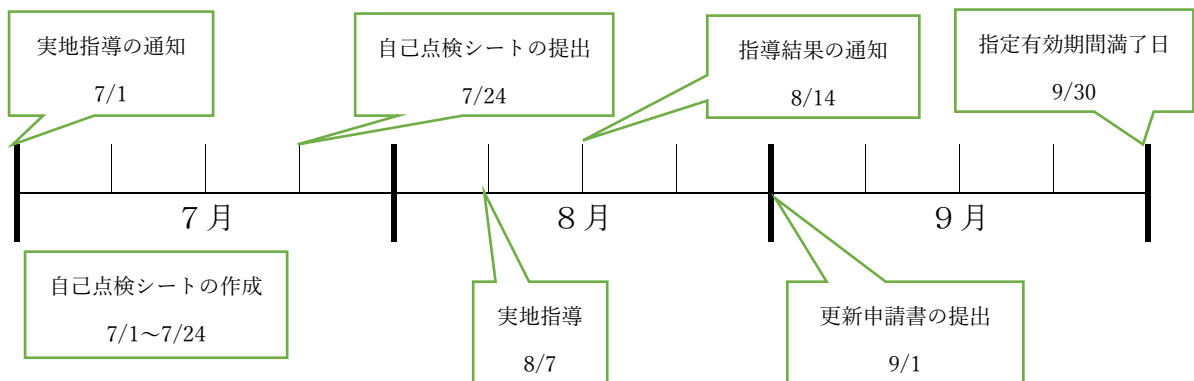 実地指導の通知
7/1
自己点検シートの提出
7/24
指導結果の通知
8/14
指定有効期間満了日
9/30
７月
８月
９月
自己点検シートの作成
7/1～7/24
実地指導
8/7
更新申請書の提出
9/1